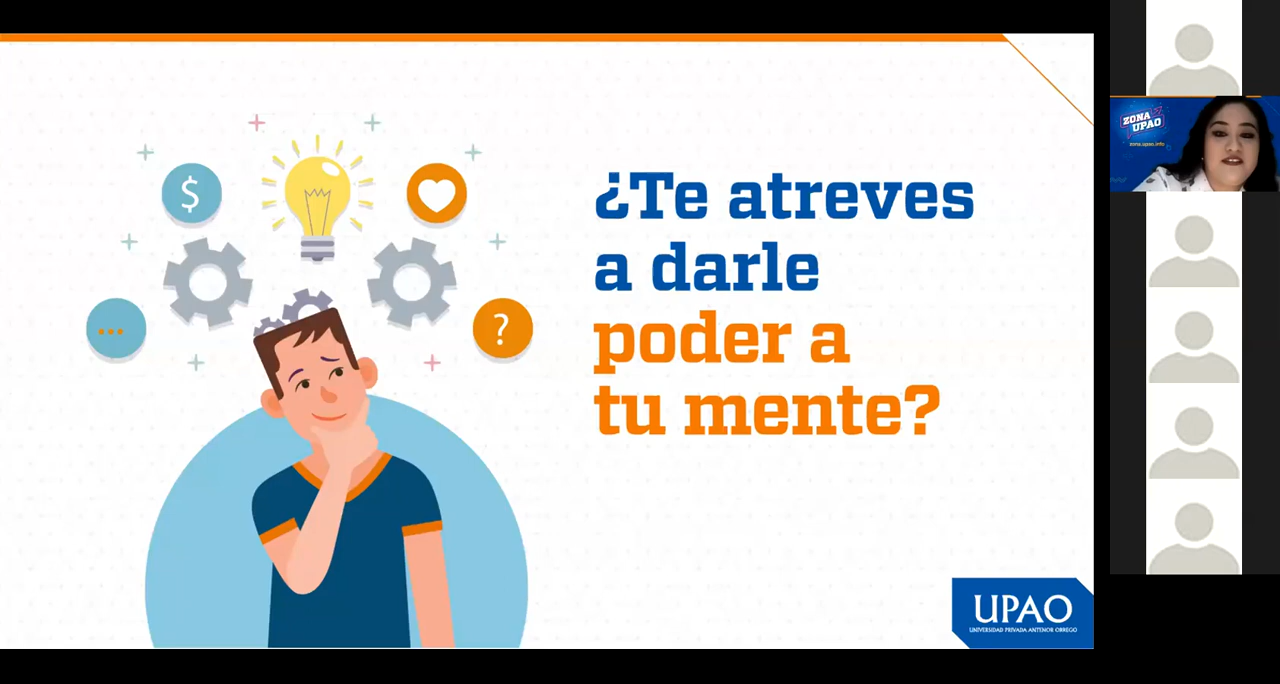 ¿Te atreves
a darle
poder a
tu mente?
$
...
?
UPAO
UNIVERSIDAD PRIVADA ANTENOR ORREGO
ZONA
UPAO
zona.upao.info